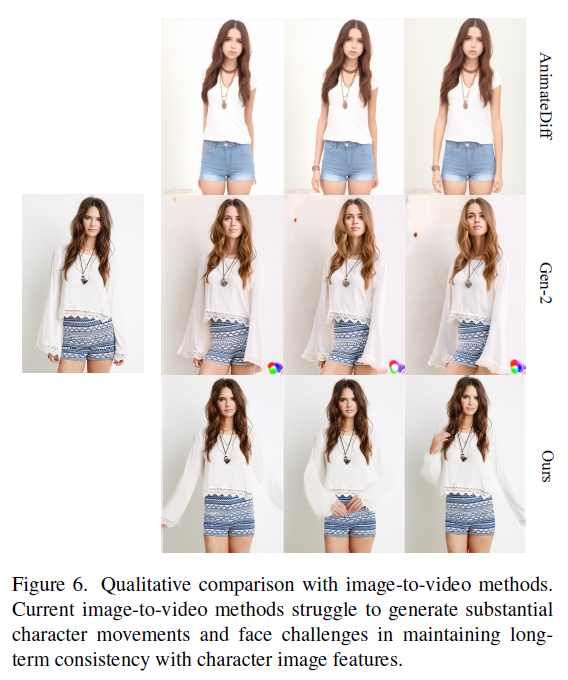 AnimateDiff
Gen-2
Ours
Figure 6. Qualitative comparison with image-to-video methods.
Current image-to-video methods struggle to generate substantial
character movements and face challenges in maintaining long-
term consistency with character image features.